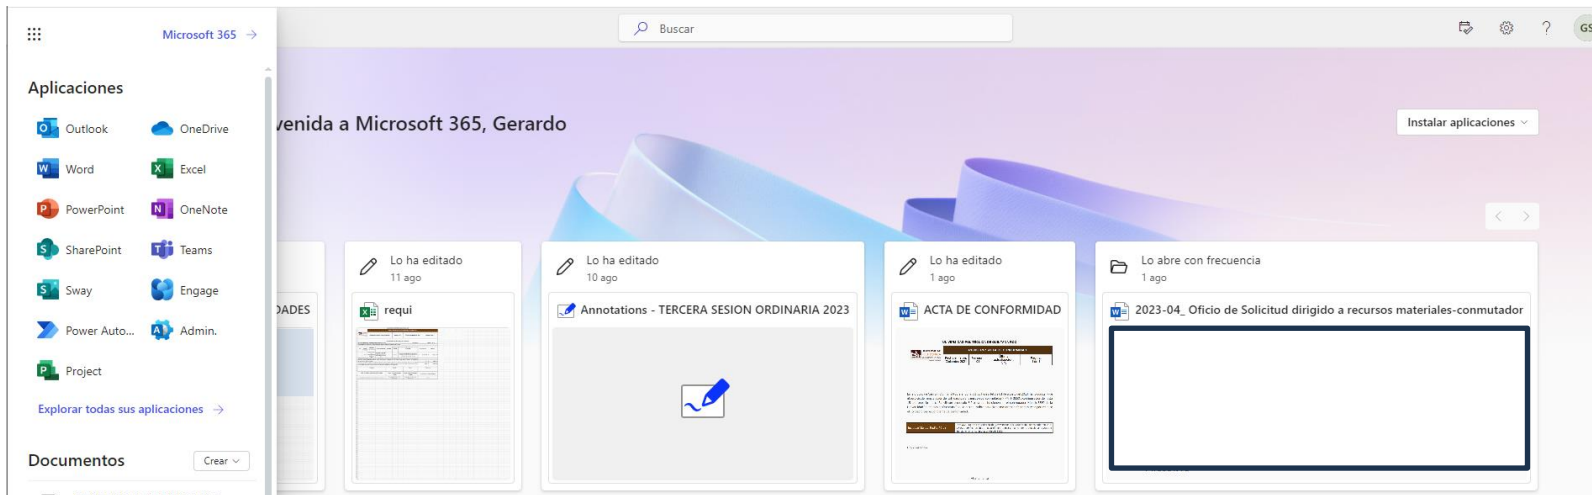 Microsoft 365 →
Buscar
GS
Aplicaciones
Outlook
OneDrive
Word
Excel
PowerPoint
OneNote
SharePoint
Teams
Sway
Engage
Power Auto...
Admin.
Project
Explorar todas sus aplicaciones →
Documentos
Crear
venida a Microsoft 365, Gerardo
Instalar aplicaciones
DADES
Lo ha editado
11 ago
requi
Lo ha editado
10 ago
Annotations - TERCERA SESION ORDINARIA 2023
Lo ha editado
1 ago
ACTA DE CONFORMIDAD
Lo abre con frecuencia
1 ago
2023-04_ Oficio de Solicitud dirigido a recursos materiales-conmutador